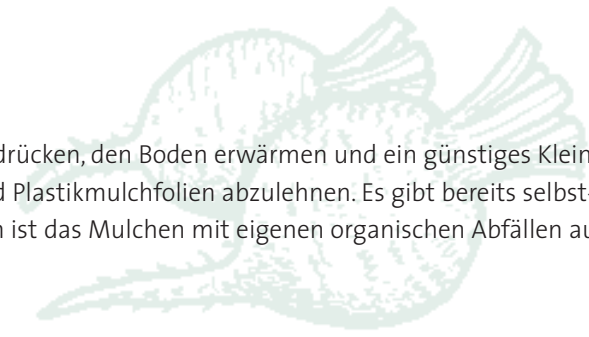 drücken, den Boden erwärmen und ein günstiges Klein
d Plastikmulchfolien abzulehnen. Es gibt bereits selbst-
n ist das Mulchen mit eigenen organischen Abfällen au